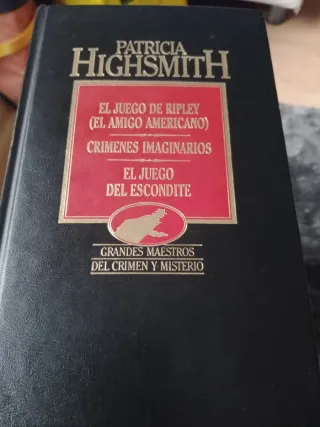 PATRICIA
HIGHSMITH
EL JUEGO DE RIPLEY
(EL AMIGO AMERICANO)
CRIMENES IMAGINARIOS
EL JUEGO
DEL ESCONDITE
GRANDES MAESTROS
DEL CRIMEN Y MISTERIO